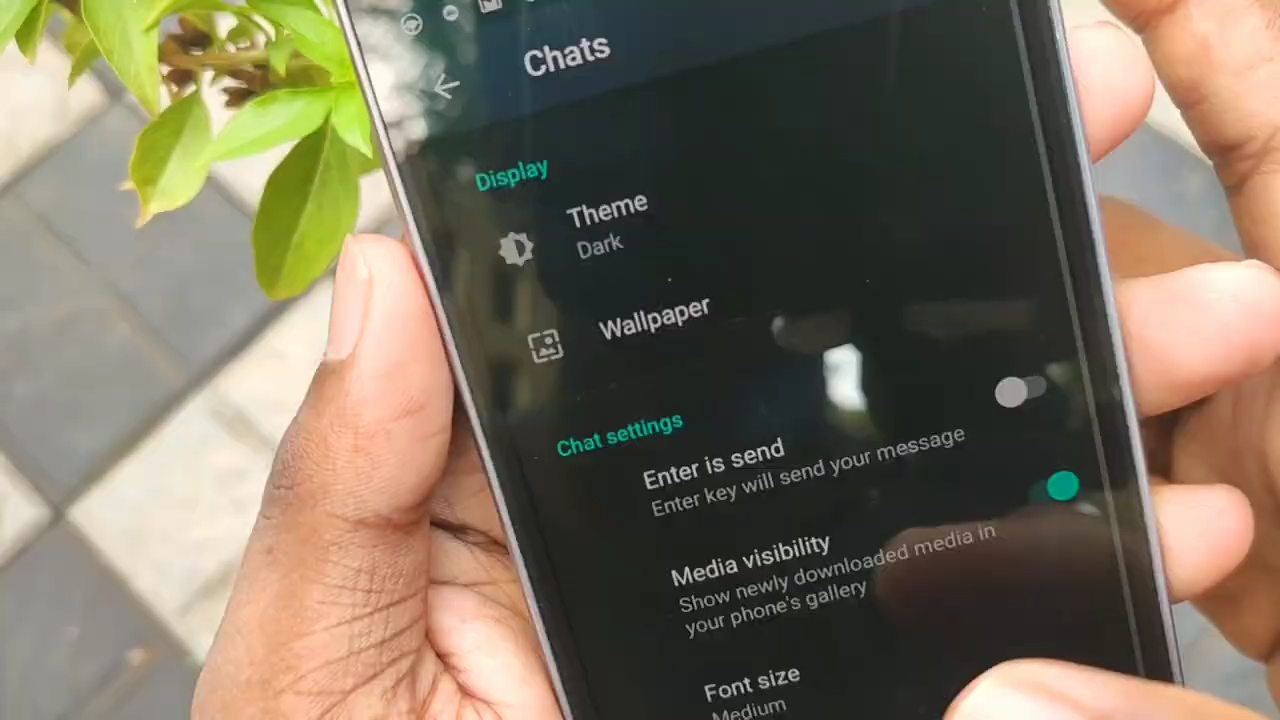 Chats
Display
Theme
Dark
Wallpaper
Chat settings
Enter is send
Enter key will send your message
Media visibility
Show newly downloaded media in
your phone's gallery
Font size
Medium